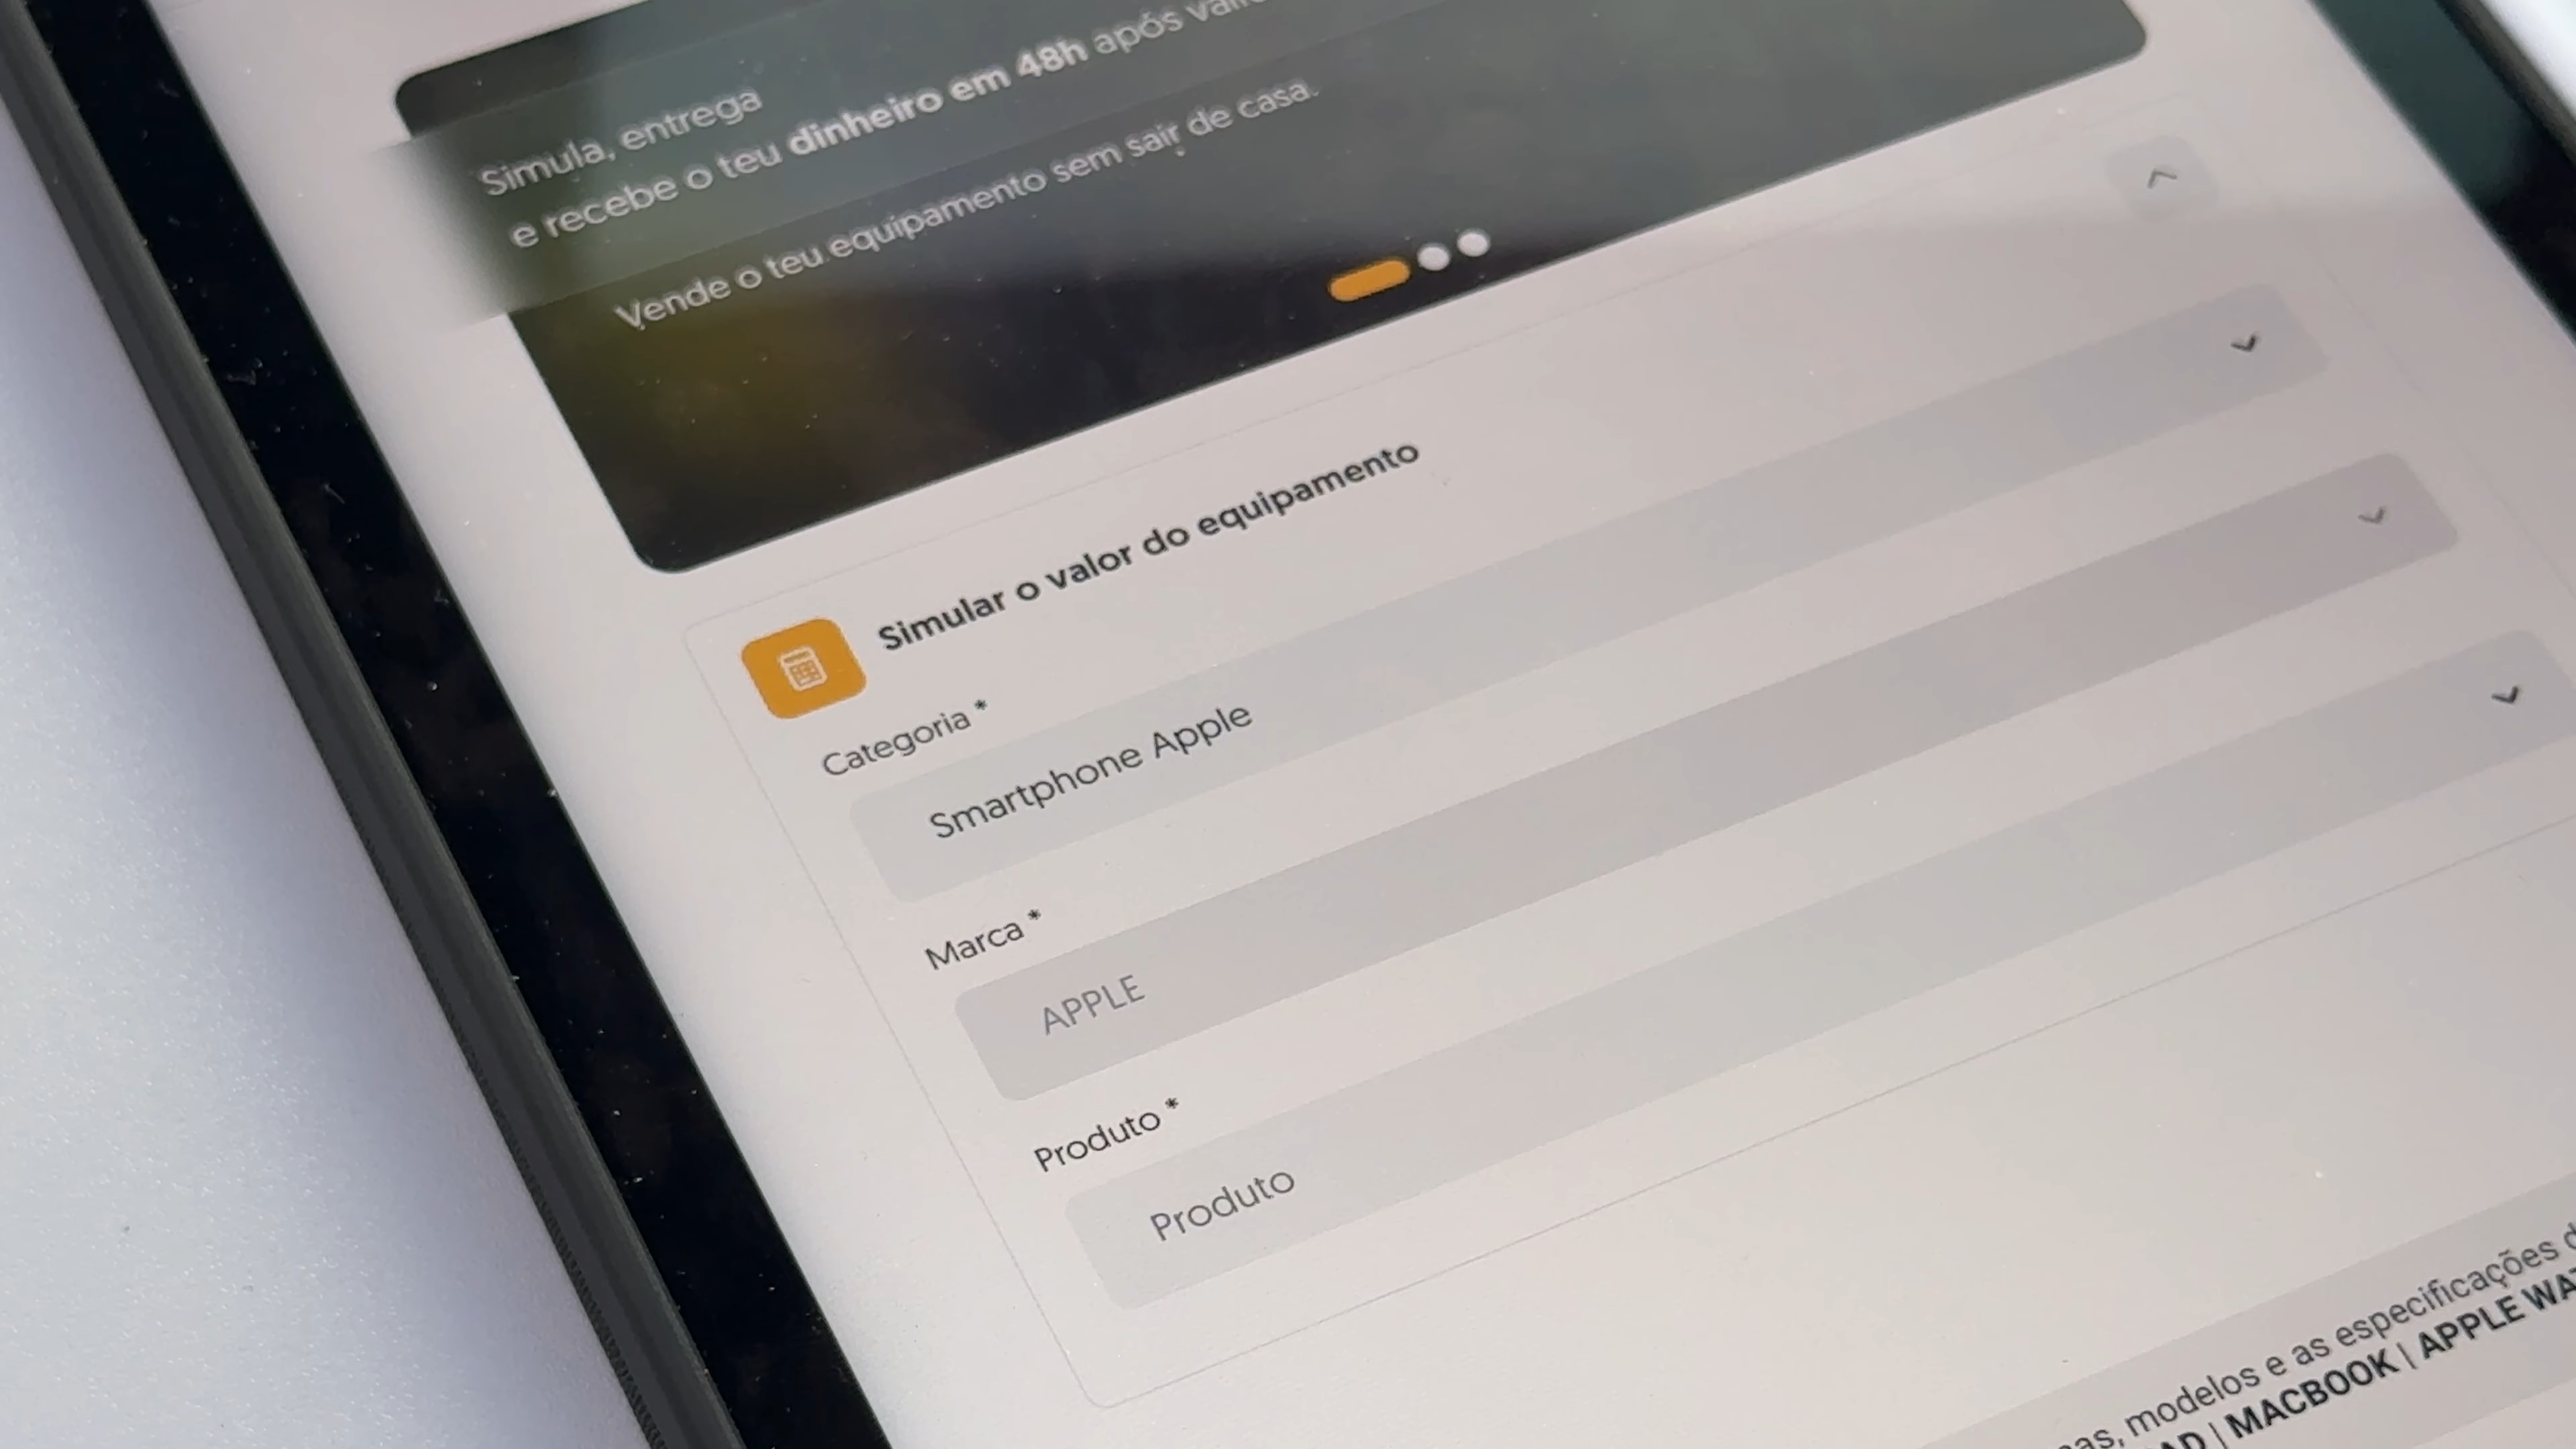 Simula, entrega
e recebe o teu dinheiro em 48h após
Vende o teu equipamento sem sair de casa.
Simular o valor do equipamento
Categoria *
Smartphone Apple
Marca *
APPLE
Produto *
Produto
modelos e as especificações
| MACBOOK | APPLE